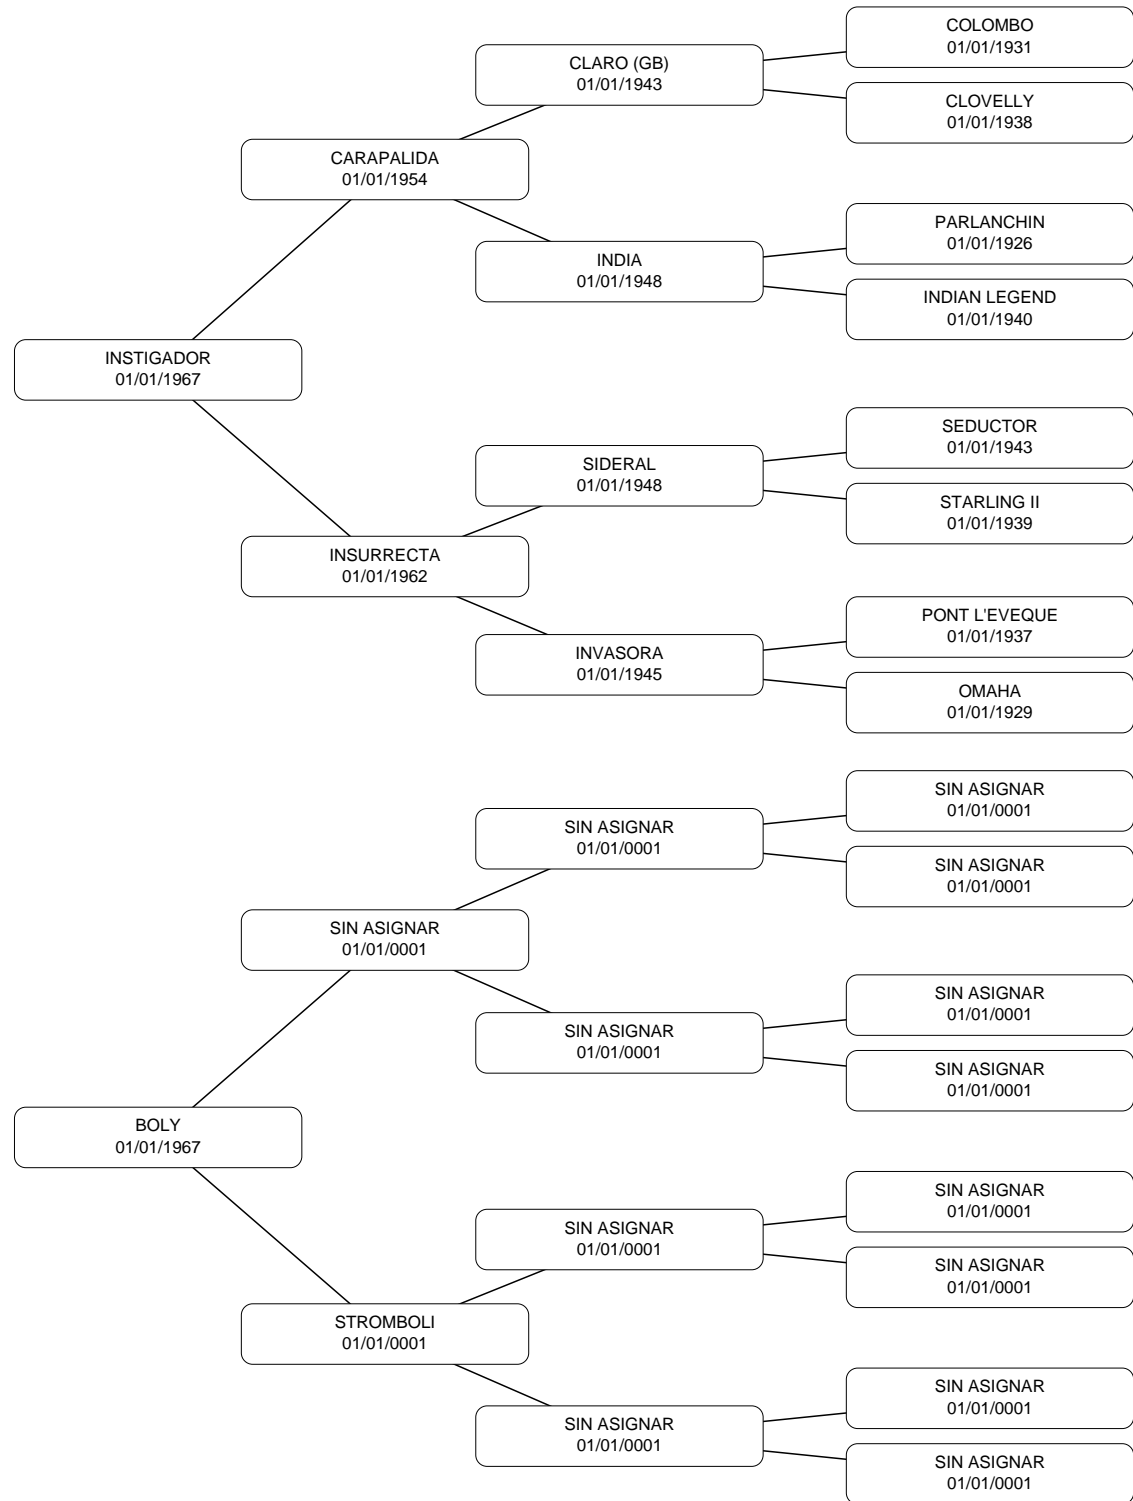 COLOMBO
01/01/1931
CLARO (GB)
01/01/1943
CLOVELLY
01/01/1938
CARAPALIDA
01/01/1954
PARLANCHIN
01/01/1926
INDIA
01/01/1948
INDIAN LEGEND
01/01/1940
INSTIGADOR
01/01/1967
SEDUCTOR
01/01/1943
SIDERAL
01/01/1948
STARLING II
01/01/1939
INSURRECTA
01/01/1962
PONT L'EVEQUE
01/01/1937
INVASORA
01/01/1945
OMAHA
01/01/1929
SIN ASIGNAR
01/01/0001
SIN ASIGNAR
01/01/0001
SIN ASIGNAR
01/01/0001
SIN ASIGNAR
01/01/0001
SIN ASIGNAR
01/01/0001
SIN ASIGNAR
01/01/0001
SIN ASIGNAR
01/01/0001
BOLY
01/01/1967
SIN ASIGNAR
01/01/0001
SIN ASIGNAR
01/01/0001
SIN ASIGNAR
01/01/0001
STROMBOLI
01/01/0001
SIN ASIGNAR
01/01/0001
SIN ASIGNAR
01/01/0001
SIN ASIGNAR
01/01/0001